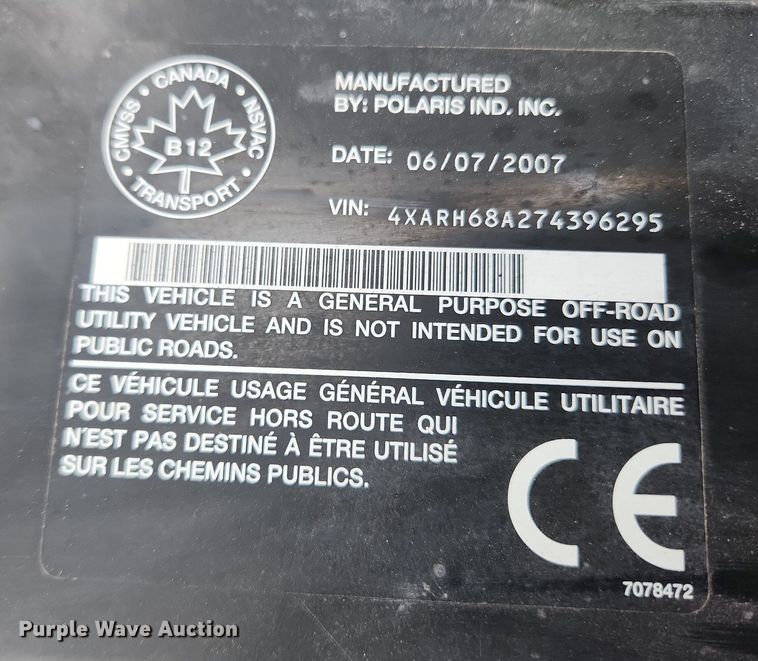 CANADA
CMVSS • NSVAC
B12
TRANSPORT
MANUFACTURED
BY: POLARIS IND. INC.
DATE: 06/07/2007
VIN: 4XARH68A274396295
THIS VEHICLE IS A GENERAL PURPOSE OFF-ROAD
UTILITY VEHICLE AND IS NOT INTENDED FOR USE ON
PUBLIC ROADS.
CE VÉHICULE USAGE GÉNÉRAL VÉHICULE UTILITAIRE
POUR SERVICE HORS ROUTE QUI
N'EST PAS DESTINÉ À ÊTRE UTILISÉ
SUR LES CHEMINS PUBLICS.
CE
7078472
Purple Wave Auction